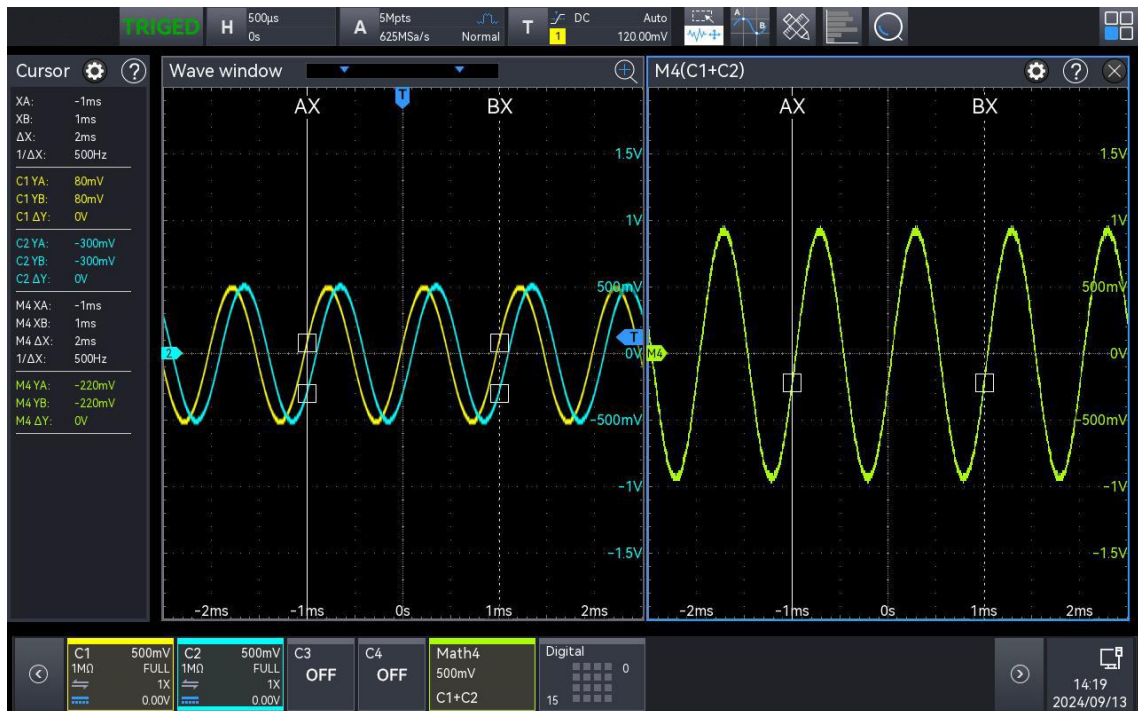 TRIGED H 500μs 0s A 5Mpts 625MSa/s Normal T DC 1 Auto 120.00mV A B
Cursor ?
XA: -1ms
XB: 1ms
ΔX: 2ms
1/ΔX: 500Hz
C1 YA: 80mV
C1 YB: 80mV
C1 ΔY: 0V
C2 YA: -300mV
C2 YB: -300mV
C2 ΔY: 0V
M4 XA: -1ms
M4 XB: 1ms
M4 ΔX: 2ms
1/ΔX: 500Hz
M4 YA: -220mV
M4 YB: -220mV
M4 ΔY: 0V
Wave window
T
AX BX
1.5V
1V
500mV
T
2 0V
-500mV
-1V
-1.5V
-2ms -1ms 0s 1ms 2ms
M4(C1+C2) ?
AX BX
1.5V
1V
500mV
M4 0V
-500mV
-1V
-1.5V
-2ms -1ms 0s 1ms 2ms
C1 500mV
1MΩ FULL
1X
0.00V
C2 500mV
1MΩ FULL
1X
0.00V
C3
OFF
C4
OFF
Math4
500mV
C1+C2
Digital
0
15
14:19
2024/09/13